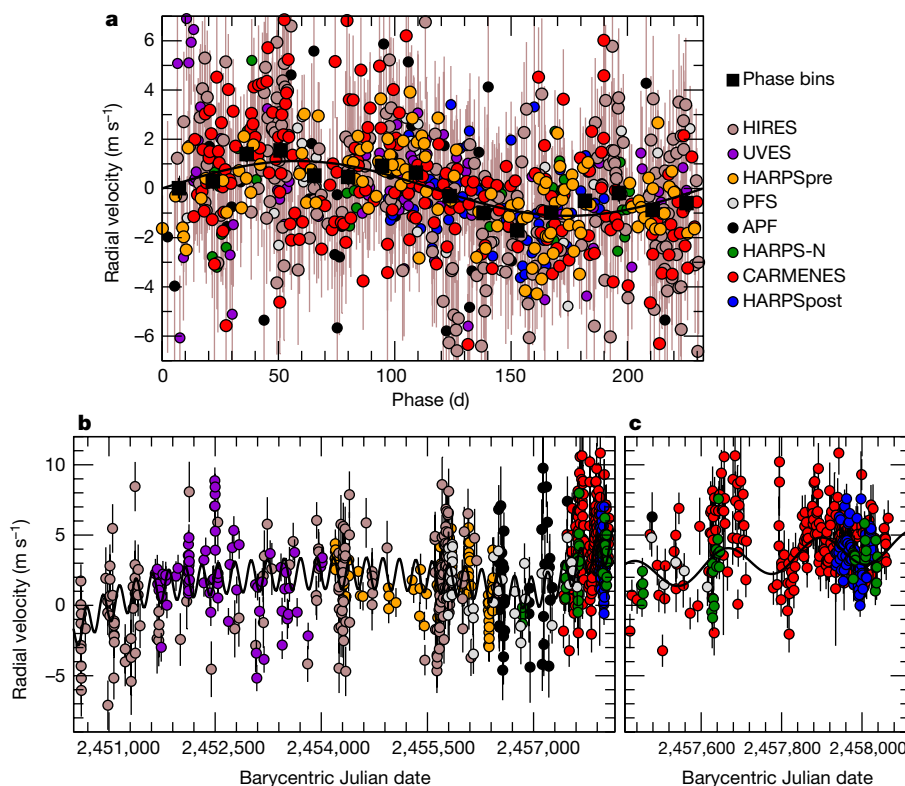 a
6
4
2
0
−2
−4
−6
Radial velocity (m s−1)
0 50 100 150 200
Phase (d)
Phase bins
HIRES
UVES
HARPSpre
PFS
APF
HARPS-N
CARMENES
HARPSpost
b
10
5
0
−5
Radial velocity (m s−1)
2,451,000 2,452,500 2,454,000 2,455,500 2,457,000
Barycentric Julian date
c
2,457,600 2,457,800 2,458,000
Barycentric Julian date